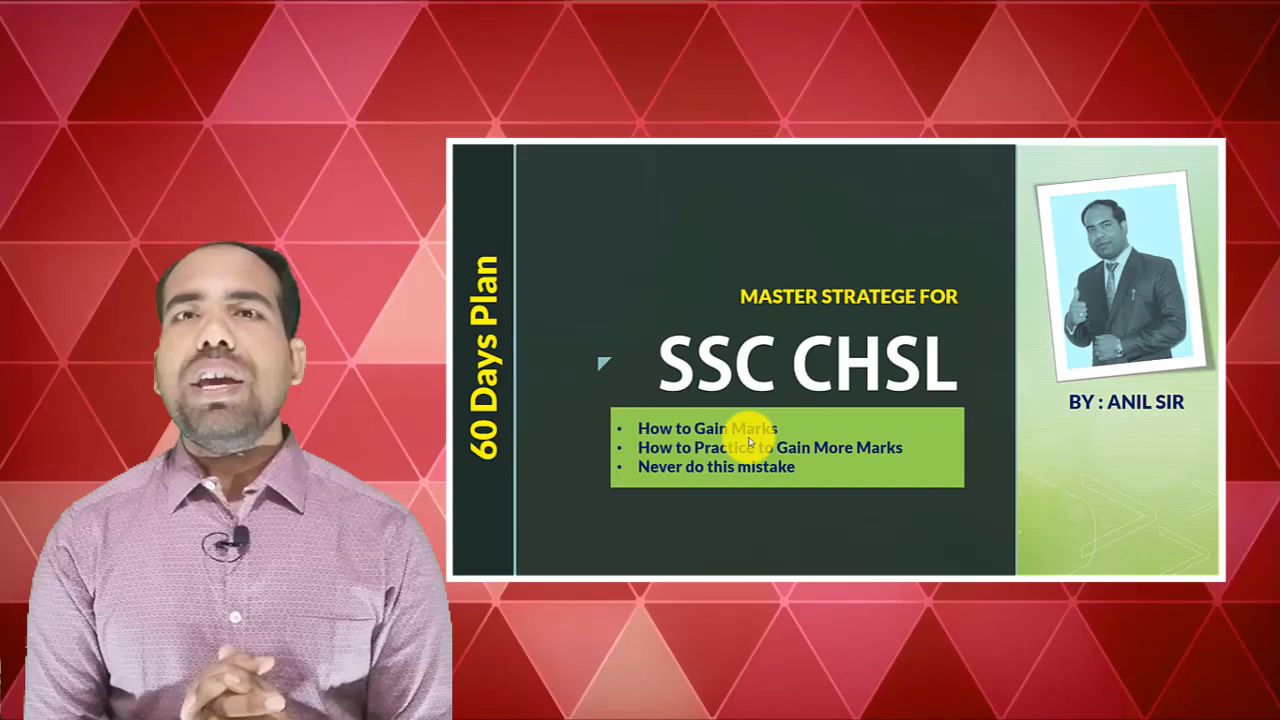 60 Days Plan
MASTER STRATEGE FOR
SSC CHSL
• How to Gain Marks
• How to Practice to Gain More Marks
• Never do this mistake
BY : ANIL SIR